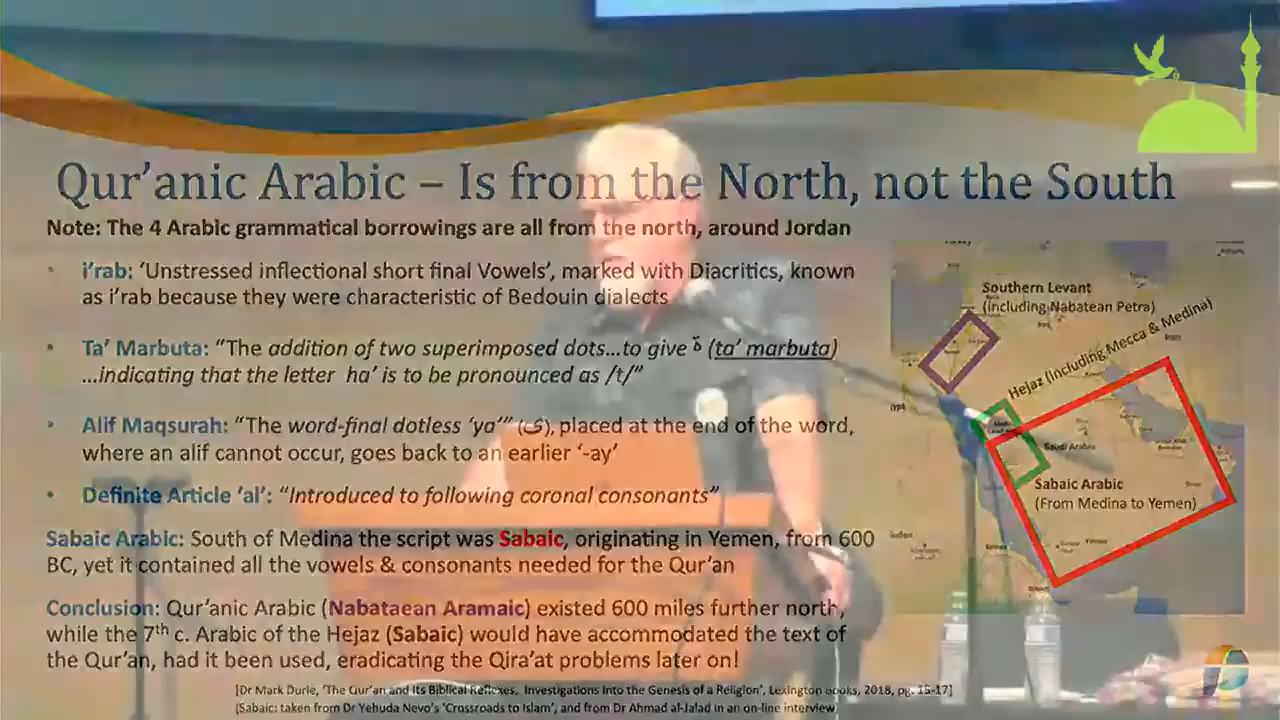 Qur’anic Arabic – Is from the North, not the South
Note: The 4 Arabic grammatical borrowings are all from the north, around Jordan
• i’rab: ‘Unstressed inflectional short final Vowels’, marked with Diacritics, known
as i’rab because they were characteristic of Bedouin dialects
• Ta’ Marbuta: “The addition of two superimposed dots...to give ة (ta’ marbuta)
...indicating that the letter ha’ is to be pronounced as /t/”
• Alif Maqsurah: “The word-final dotless ‘ya’” (ى), placed at the end of the word,
where an alif cannot occur, goes back to an earlier ‘-ay’
• Definite Article ‘al’: “Introduced to following coronal consonants”
Sabaic Arabic: South of Medina the script was Sabaic, originating in Yemen, from 600
BC, yet it contained all the vowels & consonants needed for the Qur’an
Conclusion: Qur’anic Arabic (Nabataean Aramaic) existed 600 miles further north,
while the 7th c. Arabic of the Hejaz (Sabaic) would have accommodated the text of
the Qur’an, had it been used, eradicating the Qira’at problems later on!
[Dr Mark Durie, ‘The Qur’an and Its Biblical Reflexes, Investigations Into the Genesis of a Religion’, Lexington Books, 2018, pg. 15-17]
(Sabaic: taken from Dr Yehuda Nevo’s ‘Crossroads to Islam’, and from Dr Ahmad al-Jalad in an on-line interview
Southern Levant
(including Nabatean Petra)
Hejaz (including Mecca & Medina)
Saudi Arabia
Sabaic Arabic
(From Medina to Yemen)
Sudan
Yemen